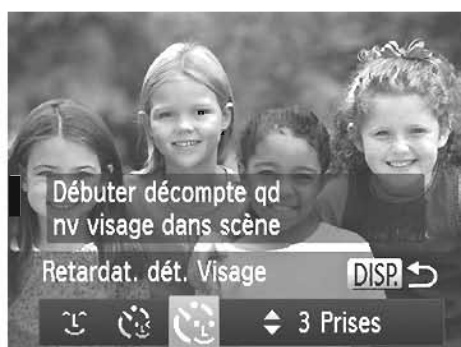 Débuter décompte qd
nv visage dans scène
Retardat. dét. Visage DISP.
3 Prises